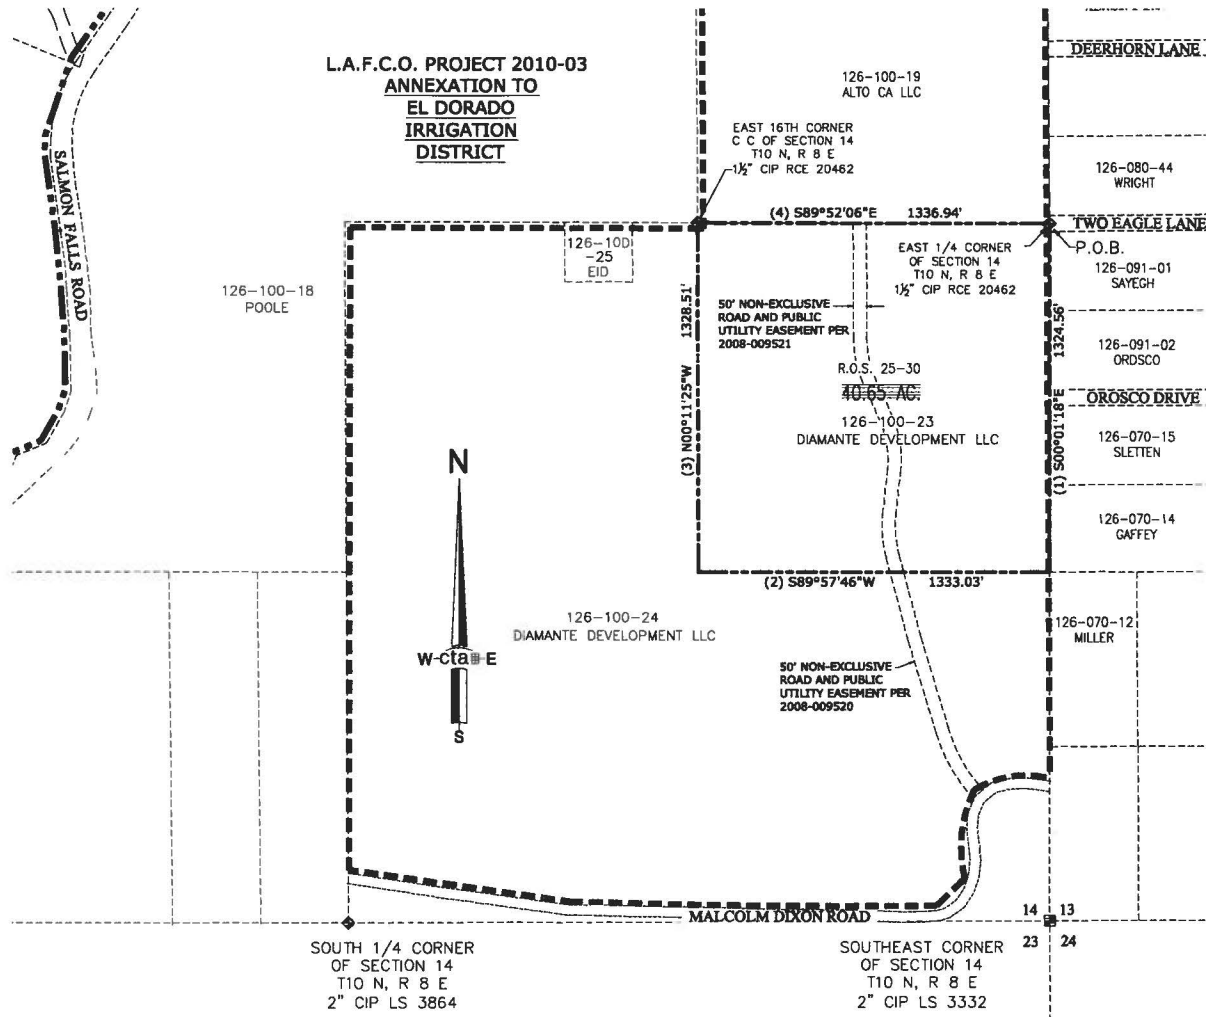 L.A.F.C.O. PROJECT 2010-03
ANNEXATION TO
EL DORADO
IRRIGATION
DISTRICT
DEERHORN LANE
126-100-19
ALTO CA LLC
EAST 16TH CORNER
C C OF SECTION 14
T10 N, R 8 E
1½" CIP RCE 20462
126-080-44
WRIGHT
SALMON FALLS ROAD
(4) S89°52'06"E 1336.94'
TWO EAGLE LANE
P.O.B.
126-10D
-25
EID
EAST 1/4 CORNER
OF SECTION 14
T10 N, R 8 E
1½" CIP RCE 20462
126-091-01
SAYEGH
126-100-18
POOLE
50' NON-EXCLUSIVE
ROAD AND PUBLIC
UTILITY EASEMENT PER
2008-009521
(3) N00°11'25"W 1328.51'
(1) S00°01'18"E 1324.56'
126-091-02
ORDSCO
R.O.S. 25-30
40.65 AC.
OROSCO DRIVE
126-100-23
DIAMANTE DEVELOPMENT LLC
126-070-15
SLETTEN
N
126-070-14
GAFFEY
(2) S89°57'46"W 1333.03'
126-100-24
DIAMANTE DEVELOPMENT LLC
126-070-12
MILLER
W cta E
S
50' NON-EXCLUSIVE
ROAD AND PUBLIC
UTILITY EASEMENT PER
2008-009520
MALCOLM DIXON ROAD
14 13
23 24
SOUTH 1/4 CORNER
OF SECTION 14
T10 N, R 8 E
2" CIP LS 3864
SOUTHEAST CORNER
OF SECTION 14
T10 N, R 8 E
2" CIP LS 3332